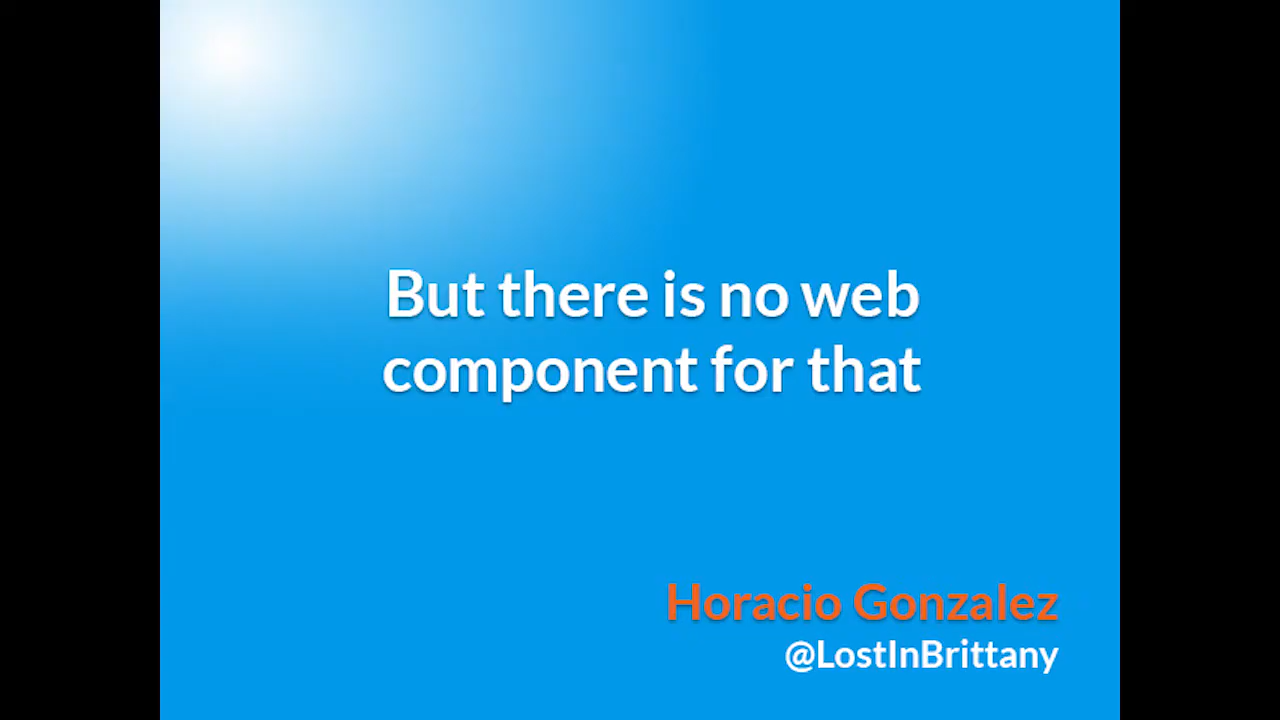 But there is no web
component for that
Horacio Gonzalez
@LostInBrittany